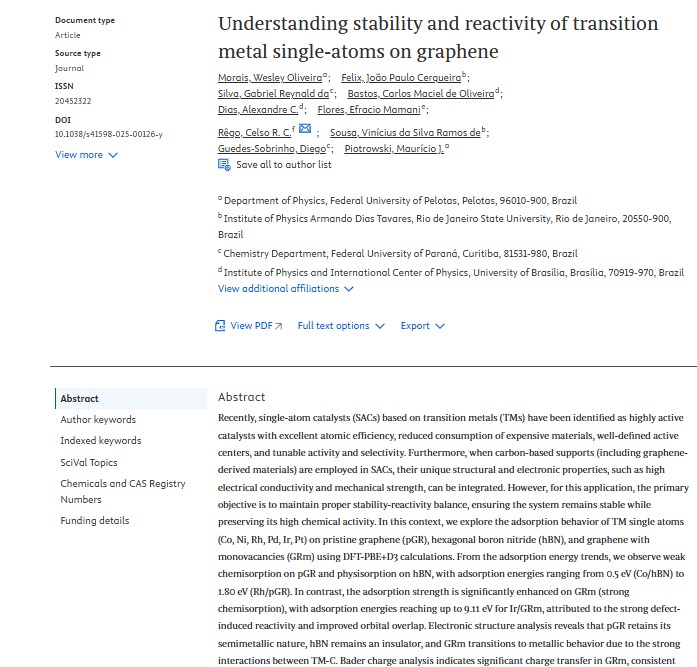 Document type
Article
Source type
Journal
ISSN
20452322
DOI
10.1038/s41598-025-00126-y
View more
Understanding stability and reactivity of transition
metal single-atoms on graphene
Morais, Wesley Oliveiraᵃ; Felix, João Paulo Cerqueiraᵇ;
Silva, Gabriel Reynald daᶜ; Bastos, Carlos Maciel de Oliveiraᵈ;
Dias, Alexandre C.ᵈ; Flores, Efracio Mamaniᵉ;
Rêgo, Celso R. C.ᶠ ; Sousa, Vinícius da Silva Ramos deᵇ;
Guedes-Sobrinho, Diegoᶜ; Piotrowski, Maurício J.ᵃ
Save all to author list
ᵃ Department of Physics, Federal University of Pelotas, Pelotas, 96010-900, Brazil
ᵇ Institute of Physics Armando Dias Tavares, Rio de Janeiro State University, Rio de Janeiro, 20550-900,
Brazil
ᶜ Chemistry Department, Federal University of Paraná, Curitiba, 81531-980, Brazil
ᵈ Institute of Physics and International Center of Physics, University of Brasília, Brasília, 70919-970, Brazil
View additional affiliations
View PDF Full text options Export
Abstract
Author keywords
Indexed keywords
SciVal Topics
Chemicals and CAS Registry
Numbers
Funding details
Abstract
Recently, single-atom catalysts (SACs) based on transition metals (TMs) have been identified as highly active
catalysts with excellent atomic efficiency, reduced consumption of expensive materials, well-defined active
centers, and tunable activity and selectivity. Furthermore, when carbon-based supports (including graphene-
derived materials) are employed in SACs, their unique structural and electronic properties, such as high
electrical conductivity and mechanical strength, can be integrated. However, for this application, the primary
objective is to maintain proper stability-reactivity balance, ensuring the system remains stable while
preserving its high chemical activity. In this context, we explore the adsorption behavior of TM single atoms
(Co, Ni, Rh, Pd, Ir, Pt) on pristine graphene (pGR), hexagonal boron nitride (hBN), and graphene with
monovacancies (GRm) using DFT-PBE+D3 calculations. From the adsorption energy trends, we observe weak
chemisorption on pGR and physisorption on hBN, with adsorption energies ranging from 0.5 eV (Co/hBN) to
1.80 eV (Rh/pGR). In contrast, the adsorption strength is significantly enhanced on GRm (strong
chemisorption), with adsorption energies reaching up to 9.11 eV for Ir/GRm, attributed to the strong defect-
induced reactivity and improved orbital overlap. Electronic structure analysis reveals that pGR retains its
semimetallic nature, hBN remains an insulator, and GRm transitions to metallic behavior due to the strong
interactions between TM-C. Bader charge analysis indicates significant charge transfer in GRm, consistent